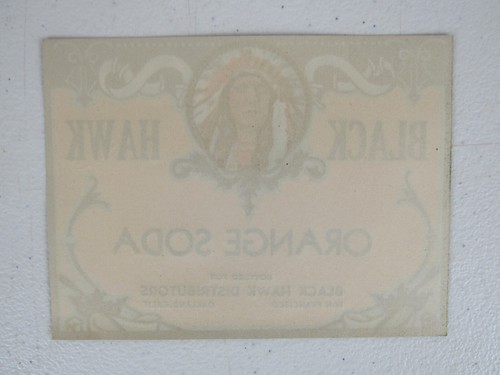 BLACK HAWK
ORANGE SODA
BOTTLED FOR
BLACK HAWK DISTRIBUTORS